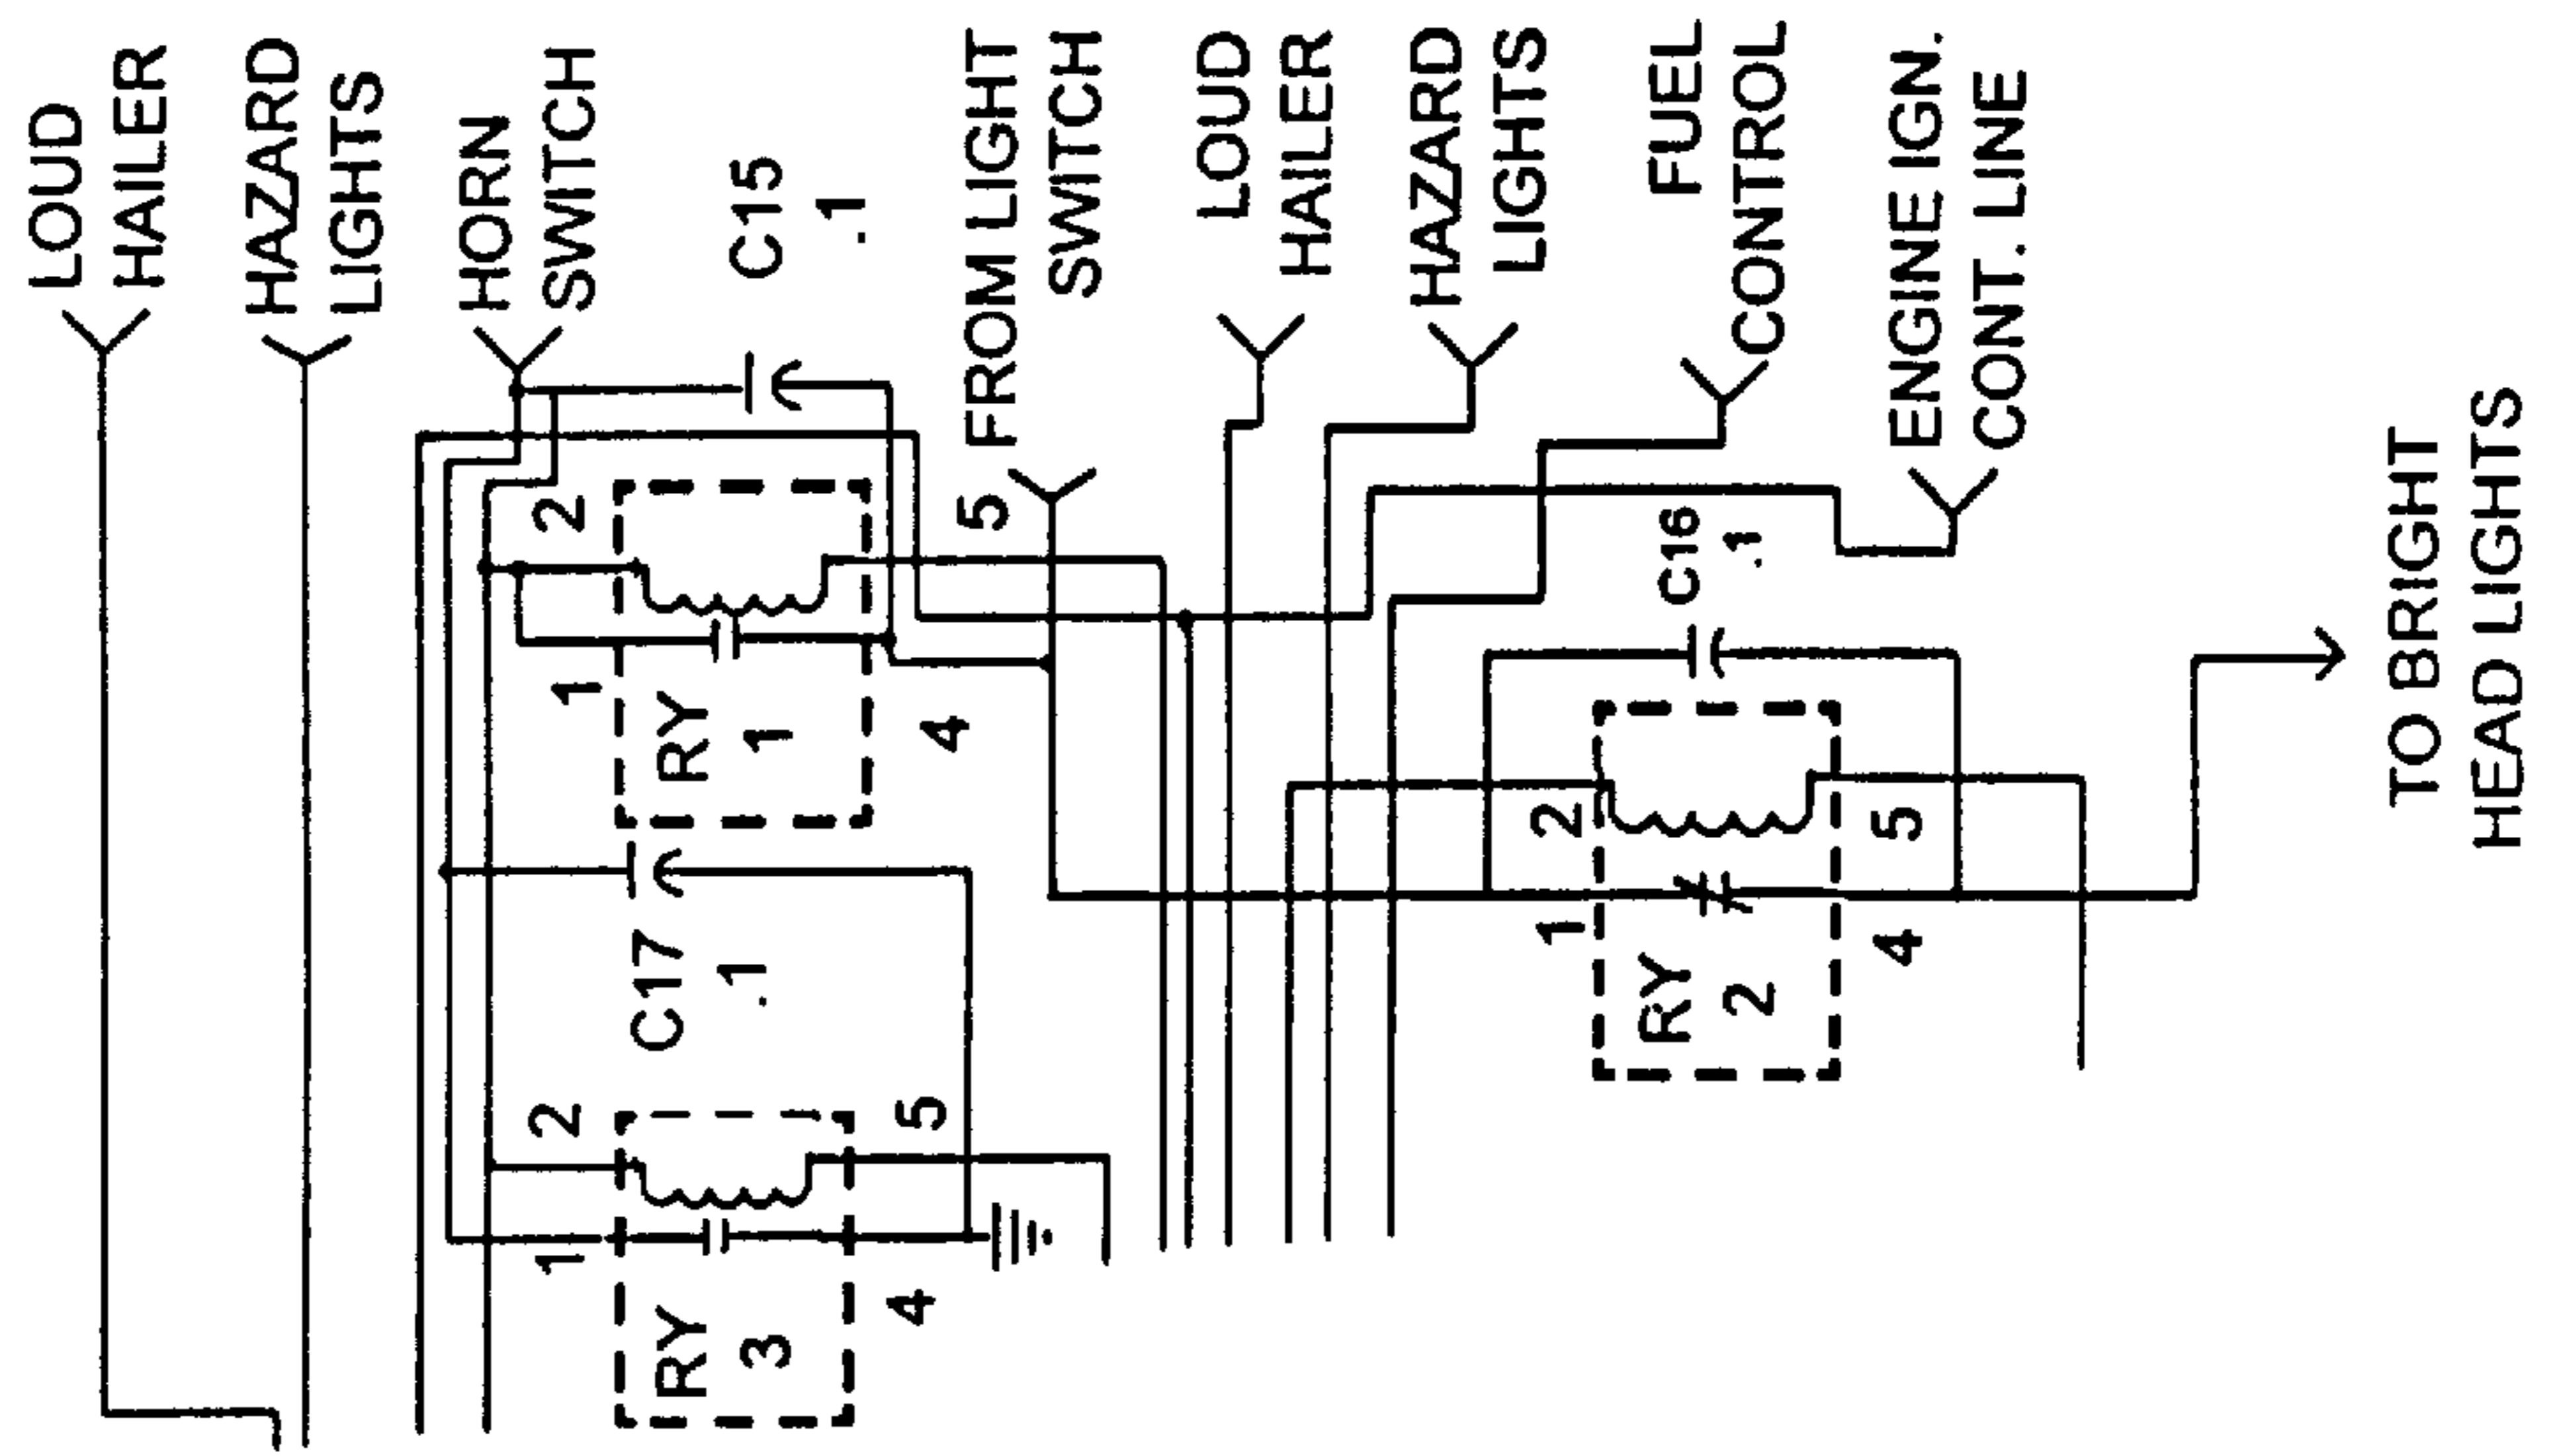 LOUD
HAILER
HAZARD
LIGHTS
HORN
SWITCH
C15
.1
FROM LIGHT
SWITCH
LOUD
HAILER
HAZARD
LIGHTS
FUEL
CONTROL
ENGINE IGN.
CONT. LINE
TO BRIGHT
HEAD LIGHTS
2
5
1
RY
1
4
C17
.1
2
5
1
RY
3
4
C16
.1
2
5
1
RY
2
4